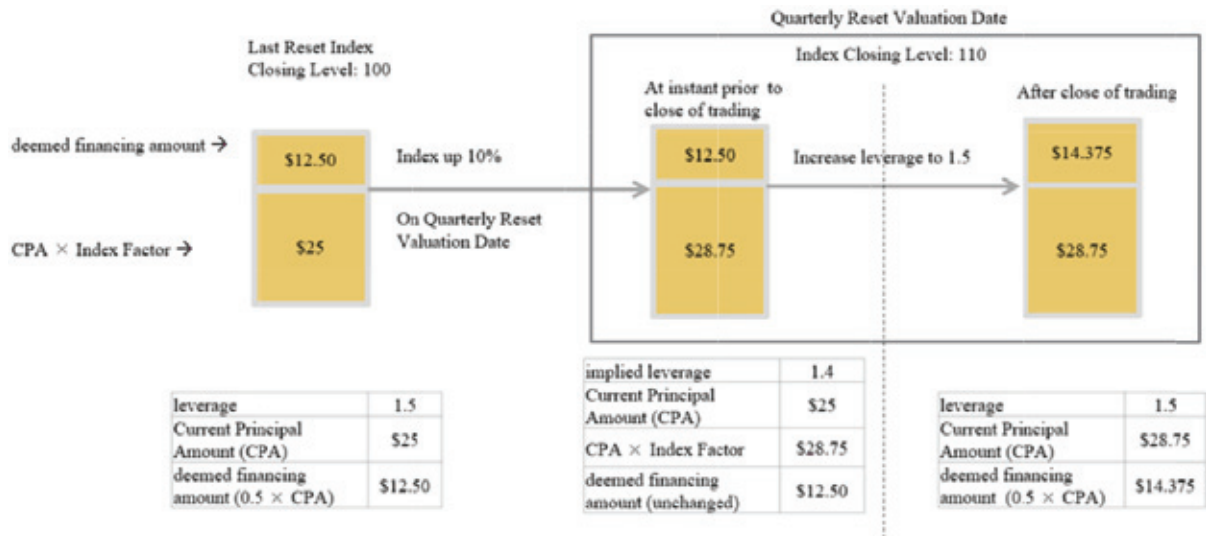 Quarterly Reset Valuation Date
Last Reset Index
Closing Level: 100
Index Closing Level: 110
At instant prior to
close of trading
After close of trading
deemed financing amount →
$12.50
Index up 10%
$12.50
Increase leverage to 1.5
$14.375
On Quarterly Reset
Valuation Date
CPA × Index Factor →
$25
$28.75
$28.75
leverage 1.5
Current Principal
Amount (CPA) $25
deemed financing
amount (0.5 × CPA) $12.50
implied leverage 1.4
Current Principal
Amount (CPA) $25
CPA × Index Factor $28.75
deemed financing
amount (unchanged) $12.50
leverage 1.5
Current Principal
Amount (CPA) $28.75
deemed financing
amount (0.5 × CPA) $14.375